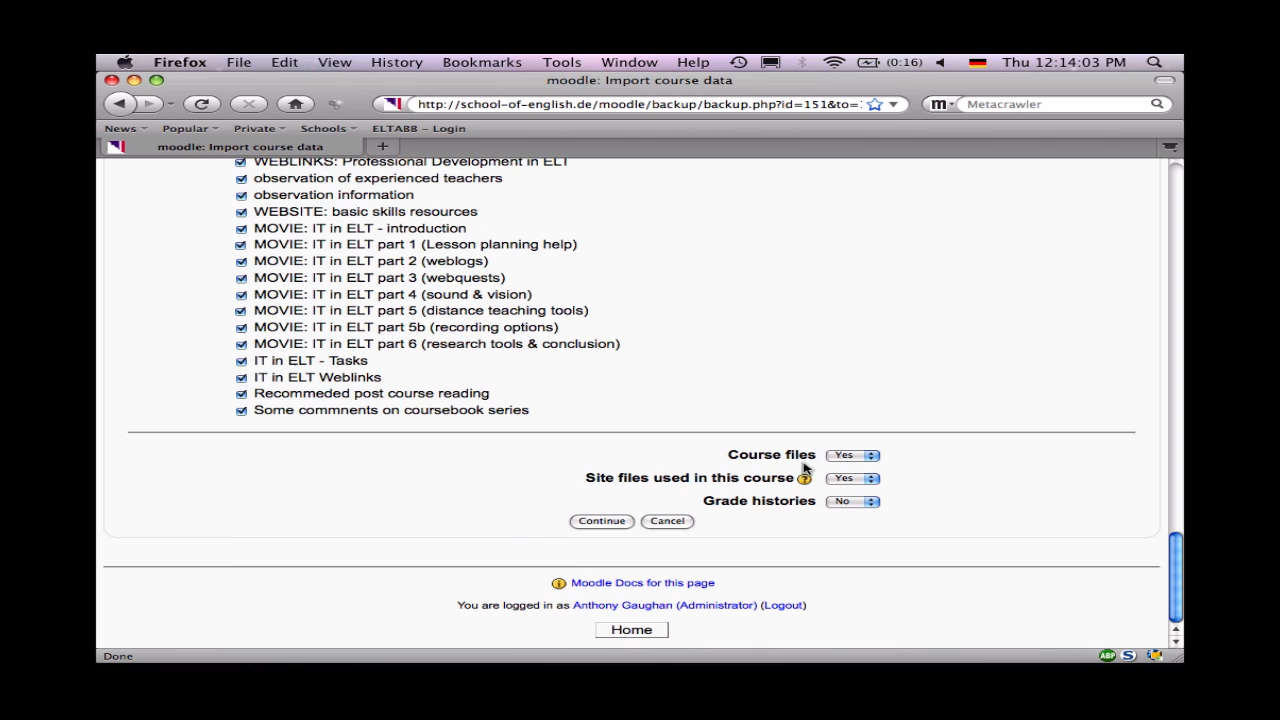 Firefox File Edit View History Bookmarks Tools Window Help (0:16) Thu 12:14:03 PM
moodle: Import course data
http://school-of-english.de/moodle/backup/backup.php?id=151&to= m Metacrawler
News Popular Private Schools ELTABB - Login
moodle: Import course data +
WEBLINKS: Professional Development in ELT
observation of experienced teachers
observation information
WEBSITE: basic skills resources
MOVIE: IT in ELT - introduction
MOVIE: IT in ELT part 1 (Lesson planning help)
MOVIE: IT in ELT part 2 (weblogs)
MOVIE: IT in ELT part 3 (webquests)
MOVIE: IT in ELT part 4 (sound & vision)
MOVIE: IT in ELT part 5 (distance teaching tools)
MOVIE: IT in ELT part 5b (recording options)
MOVIE: IT in ELT part 6 (research tools & conclusion)
IT in ELT - Tasks
IT in ELT Weblinks
Recommeded post course reading
Some commnents on coursebook series
Course files Yes
Site files used in this course ? Yes
Grade histories No
Continue Cancel
Moodle Docs for this page
You are logged in as Anthony Gaughan (Administrator) (Logout)
Home
Done ABP S